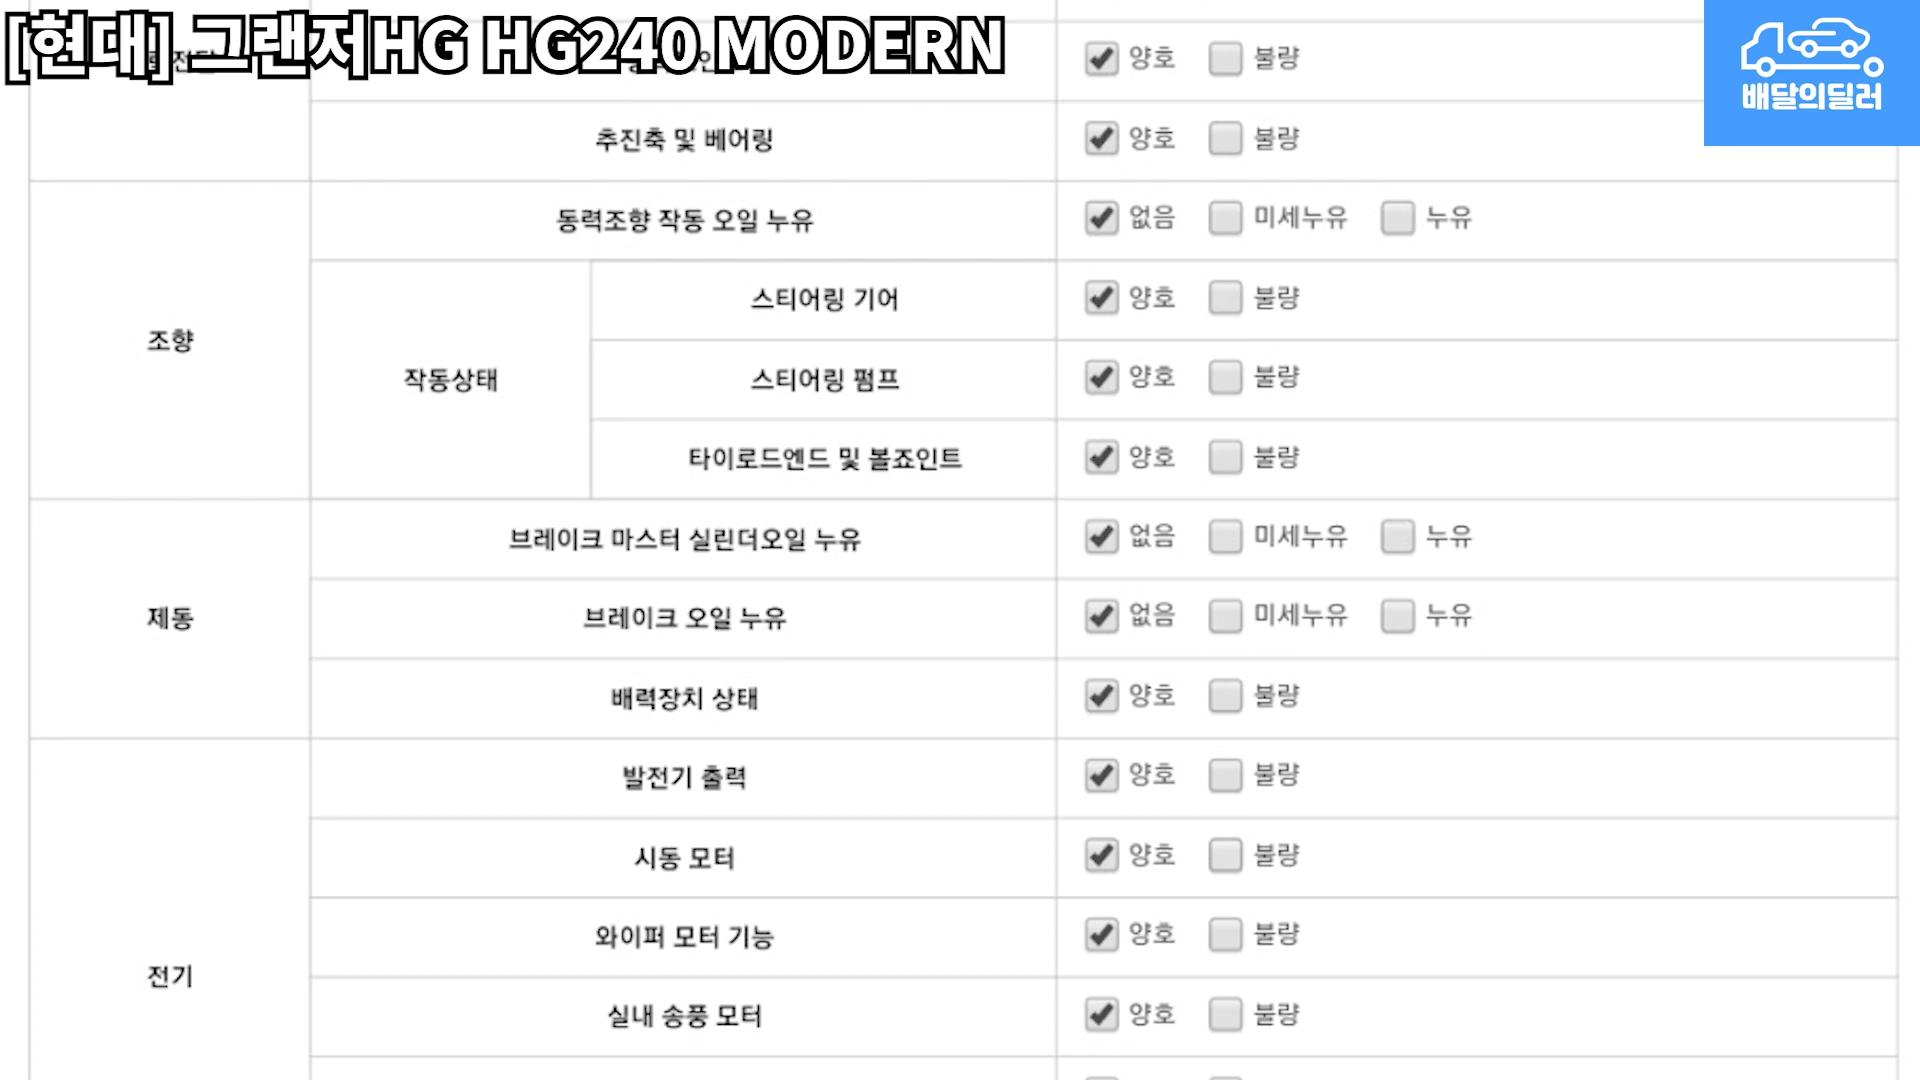 [현대] 그랜저HG HG240 MODERN
배달의딜러
양호 불량
추진축 및 베어링 양호 불량
조향
동력조향 작동 오일 누유 없음 미세누유 누유
작동상태
스티어링 기어 양호 불량
스티어링 펌프 양호 불량
타이로드엔드 및 볼죠인트 양호 불량
제동
브레이크 마스터 실린더오일 누유 없음 미세누유 누유
브레이크 오일 누유 없음 미세누유 누유
배력장치 상태 양호 불량
전기
발전기 출력 양호 불량
시동 모터 양호 불량
와이퍼 모터 기능 양호 불량
실내 송풍 모터 양호 불량